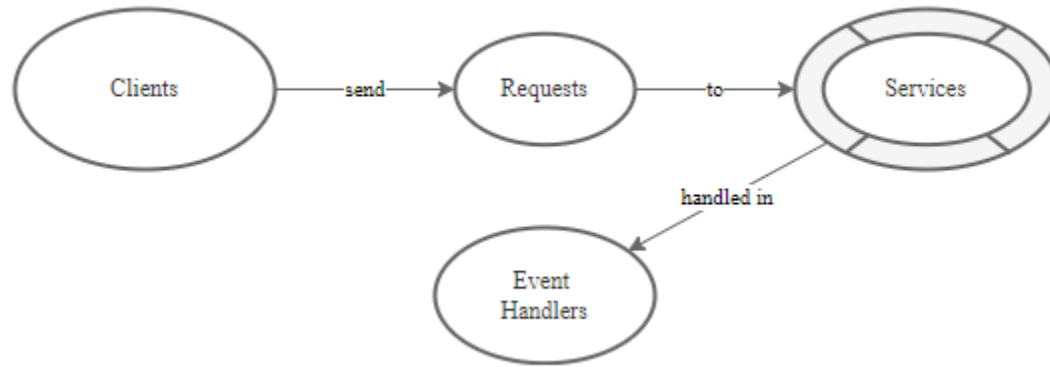 Clients
send
Requests
to
Services
handled in
Event
Handlers